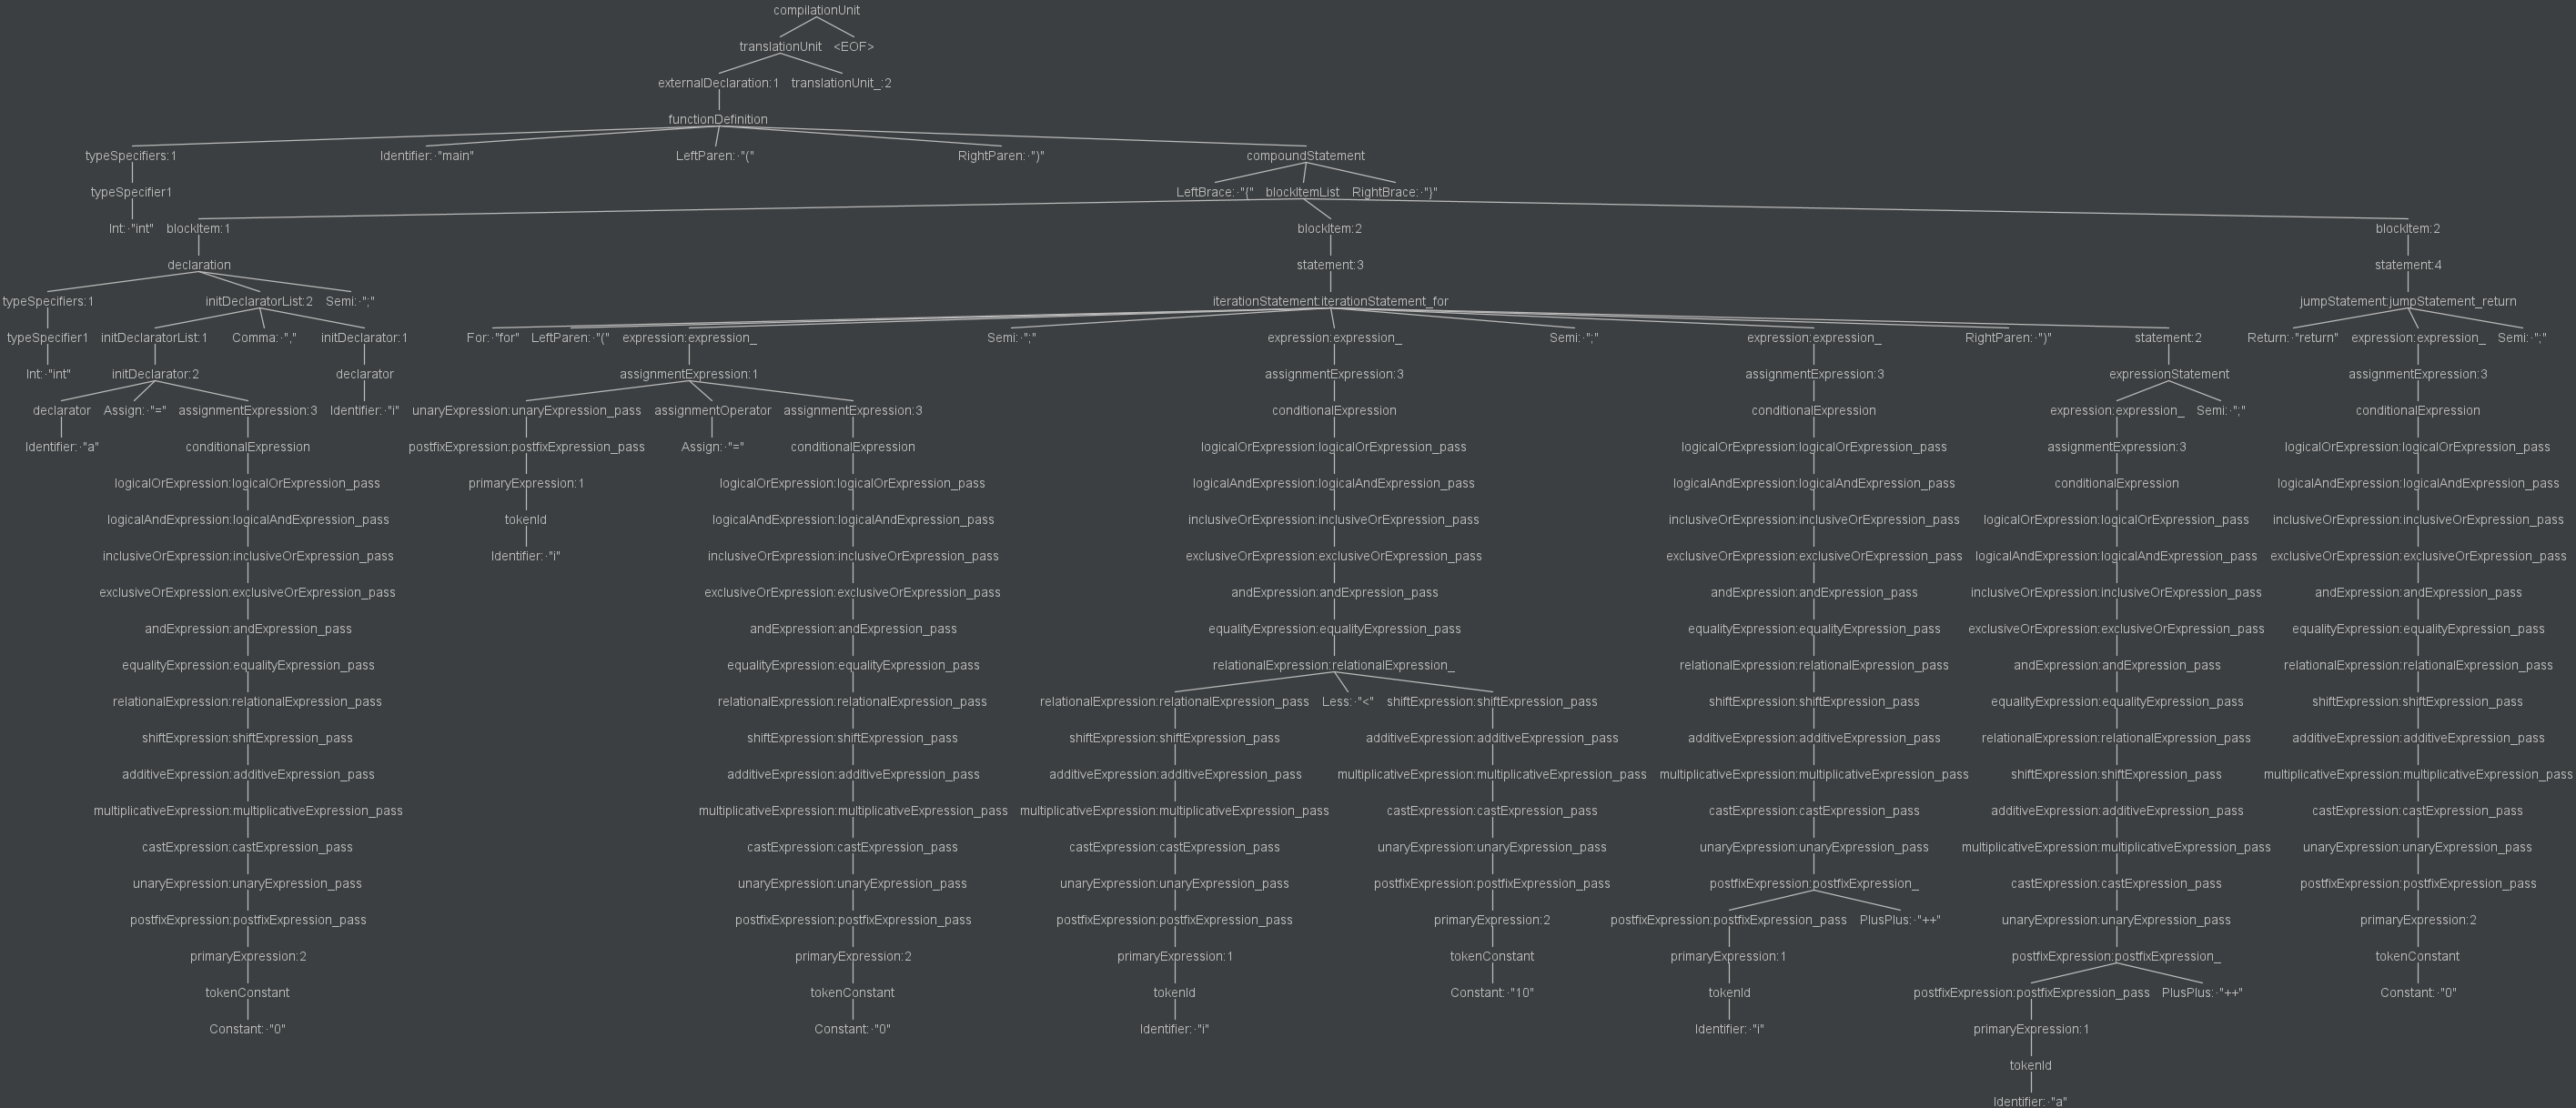 compilationUnit
translationUnit <EOF>
externalDeclaration:1 translationUnit_:2
functionDefinition
typeSpecifiers:1 Identifier:·"main" LeftParen:·"(" RightParen:·")" compoundStatement
typeSpecifier1 LeftBrace:·"{" blockItemList RightBrace:·"}"
Int:·"int" blockItem:1 blockItem:2 blockItem:2
declaration statement:3 statement:4
typeSpecifiers:1 initDeclaratorList:2 Semi:·";" iterationStatement:iterationStatement_for jumpStatement:jumpStatement_return
typeSpecifier1 initDeclaratorList:1 Comma:·"," initDeclarator:1 For:·"for" LeftParen:·"(" expression:expression_ Semi:·";" expression:expression_ Semi:·";" expression:expression_ RightParen:·")" statement:2 Return:·"return" expression:expression_ Semi:·";"
Int:·"int" initDeclarator:2 declarator assignmentExpression:1 assignmentExpression:3 assignmentExpression:3 expressionStatement assignmentExpression:3
declarator Assign:·"=" assignmentExpression:3 Identifier:·"i" unaryExpression:unaryExpression_pass assignmentOperator assignmentExpression:3 conditionalExpression conditionalExpression expression:expression_ Semi:·";" conditionalExpression
Identifier:·"a" conditionalExpression postfixExpression:postfixExpression_pass Assign:·"=" conditionalExpression logicalOrExpression:logicalOrExpression_pass logicalOrExpression:logicalOrExpression_pass assignmentExpression:3 logicalOrExpression:logicalOrExpression_pass
logicalOrExpression:logicalOrExpression_pass primaryExpression:1 logicalOrExpression:logicalOrExpression_pass logicalAndExpression:logicalAndExpression_pass logicalAndExpression:logicalAndExpression_pass conditionalExpression logicalAndExpression:logicalAndExpression_pass
logicalAndExpression:logicalAndExpression_pass tokenId logicalAndExpression:logicalAndExpression_pass inclusiveOrExpression:inclusiveOrExpression_pass inclusiveOrExpression:inclusiveOrExpression_pass logicalOrExpression:logicalOrExpression_pass inclusiveOrExpression:inclusiveOrExpression_pass
inclusiveOrExpression:inclusiveOrExpression_pass Identifier:·"i" inclusiveOrExpression:inclusiveOrExpression_pass exclusiveOrExpression:exclusiveOrExpression_pass exclusiveOrExpression:exclusiveOrExpression_pass logicalAndExpression:logicalAndExpression_pass exclusiveOrExpression:exclusiveOrExpression_pass
exclusiveOrExpression:exclusiveOrExpression_pass exclusiveOrExpression:exclusiveOrExpression_pass andExpression:andExpression_pass andExpression:andExpression_pass inclusiveOrExpression:inclusiveOrExpression_pass andExpression:andExpression_pass
andExpression:andExpression_pass andExpression:andExpression_pass equalityExpression:equalityExpression_pass equalityExpression:equalityExpression_pass exclusiveOrExpression:exclusiveOrExpression_pass equalityExpression:equalityExpression_pass
equalityExpression:equalityExpression_pass equalityExpression:equalityExpression_pass relationalExpression:relationalExpression_ relationalExpression:relationalExpression_pass andExpression:andExpression_pass relationalExpression:relationalExpression_pass
relationalExpression:relationalExpression_pass relationalExpression:relationalExpression_pass relationalExpression:relationalExpression_pass Less:·"<" shiftExpression:shiftExpression_pass shiftExpression:shiftExpression_pass equalityExpression:equalityExpression_pass shiftExpression:shiftExpression_pass
shiftExpression:shiftExpression_pass shiftExpression:shiftExpression_pass shiftExpression:shiftExpression_pass additiveExpression:additiveExpression_pass additiveExpression:additiveExpression_pass relationalExpression:relationalExpression_pass additiveExpression:additiveExpression_pass
additiveExpression:additiveExpression_pass additiveExpression:additiveExpression_pass additiveExpression:additiveExpression_pass multiplicativeExpression:multiplicativeExpression_pass multiplicativeExpression:multiplicativeExpression_pass shiftExpression:shiftExpression_pass multiplicativeExpression:multiplicativeExpression_pass
multiplicativeExpression:multiplicativeExpression_pass multiplicativeExpression:multiplicativeExpression_pass multiplicativeExpression:multiplicativeExpression_pass castExpression:castExpression_pass castExpression:castExpression_pass additiveExpression:additiveExpression_pass castExpression:castExpression_pass
castExpression:castExpression_pass castExpression:castExpression_pass castExpression:castExpression_pass unaryExpression:unaryExpression_pass unaryExpression:unaryExpression_pass multiplicativeExpression:multiplicativeExpression_pass unaryExpression:unaryExpression_pass
unaryExpression:unaryExpression_pass unaryExpression:unaryExpression_pass unaryExpression:unaryExpression_pass postfixExpression:postfixExpression_pass postfixExpression:postfixExpression_ castExpression:castExpression_pass postfixExpression:postfixExpression_pass
postfixExpression:postfixExpression_pass postfixExpression:postfixExpression_pass postfixExpression:postfixExpression_pass primaryExpression:2 postfixExpression:postfixExpression_pass PlusPlus:·"++" unaryExpression:unaryExpression_pass primaryExpression:2
primaryExpression:2 primaryExpression:2 primaryExpression:1 tokenConstant primaryExpression:1 postfixExpression:postfixExpression_ tokenConstant
tokenConstant tokenConstant tokenId Constant:·"10" tokenId postfixExpression:postfixExpression_pass PlusPlus:·"++" Constant:·"0"
Constant:·"0" Constant:·"0" Identifier:·"i" Identifier:·"i" primaryExpression:1
tokenId
Identifier:·"a"